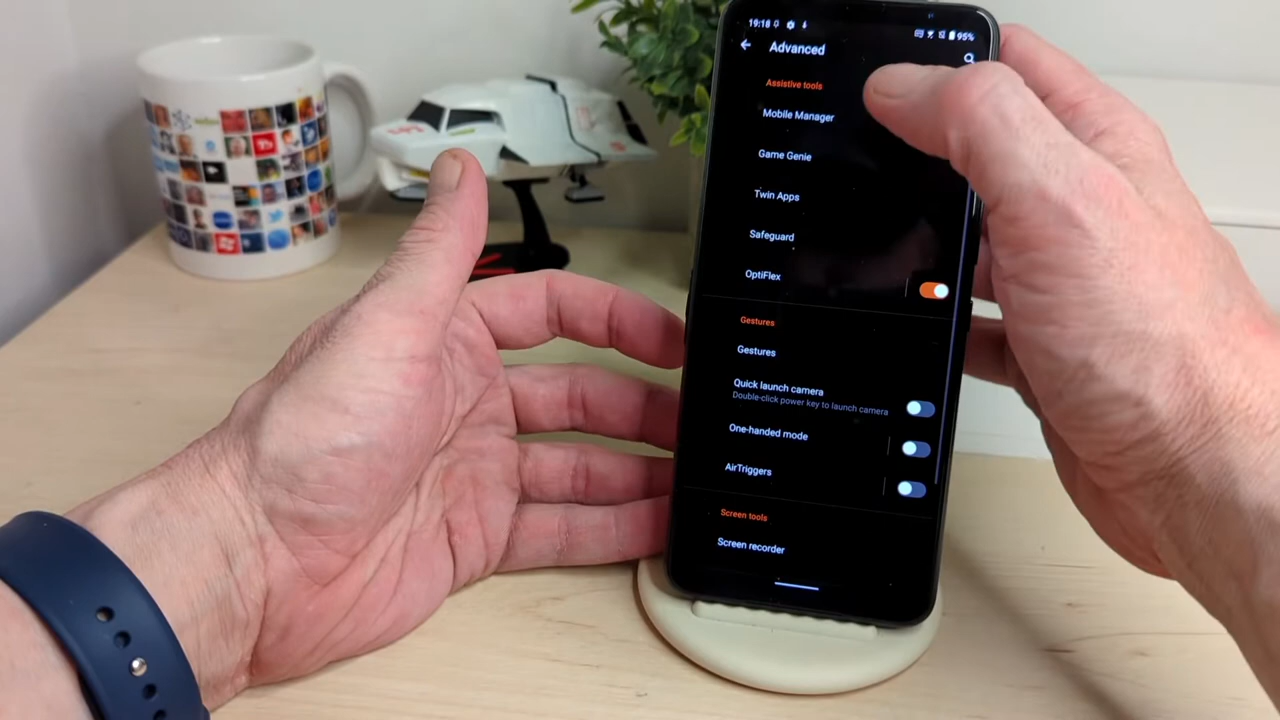 19:18
95%
Advanced
Assistive tools
Mobile Manager
Game Genie
Twin Apps
Safeguard
OptiFlex
Gestures
Gestures
Quick launch camera
Double-click power key to launch camera
One-handed mode
AirTriggers
Screen tools
Screen recorder